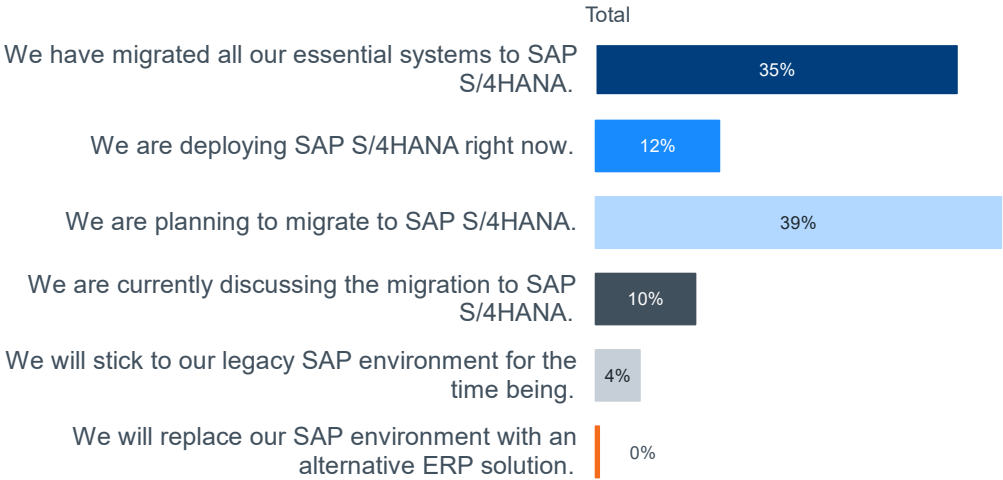 Total
We have migrated all our essential systems to SAP
S/4HANA.
35%
We are deploying SAP S/4HANA right now.
12%
We are planning to migrate to SAP S/4HANA.
39%
We are currently discussing the migration to SAP
S/4HANA.
10%
We will stick to our legacy SAP environment for the
time being.
4%
We will replace our SAP environment with an
alternative ERP solution.
0%